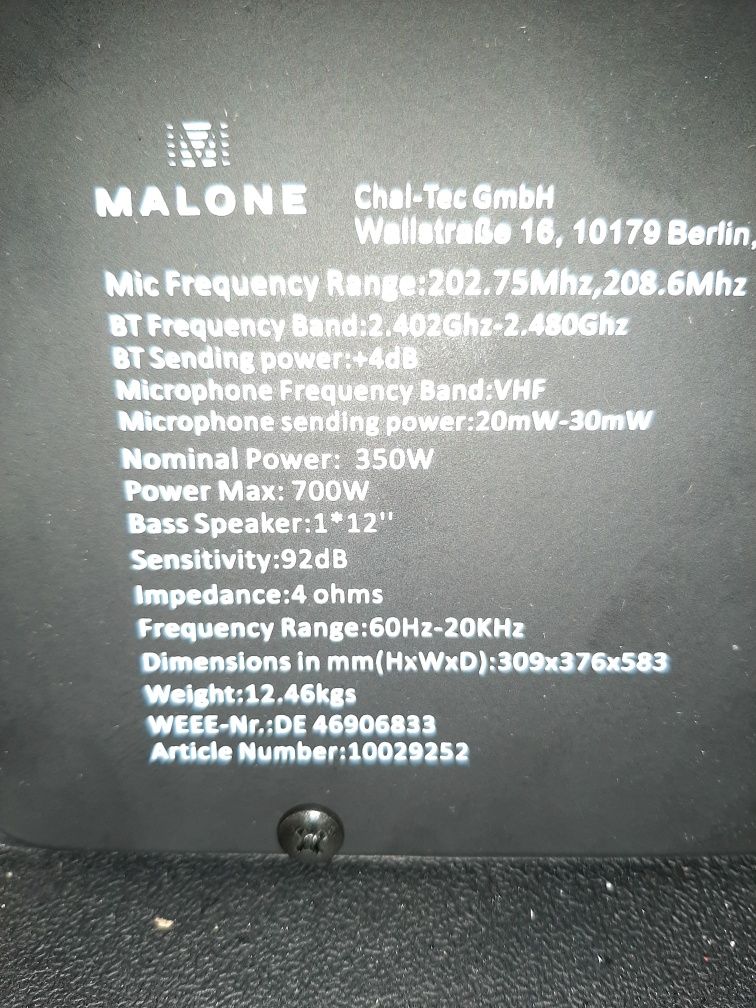 MALONE
Chal-Tec GmbH
Wallstraße 16, 10179 Berlin,
Mic Frequency Range:202.75Mhz,208.6Mhz
BT Frequency Band:2.402Ghz-2.480Ghz
BT Sending power:+4dB
Microphone Frequency Band:VHF
Microphone sending power:20mW-30mW
Nominal Power: 350W
Power Max: 700W
Bass Speaker:1*12''
Sensitivity:92dB
Impedance:4 ohms
Frequency Range:60Hz-20KHz
Dimensions in mm(HxWxD):309x376x583
Weight:12.46kgs
WEEE-Nr.:DE 46906833
Article Number:10029252